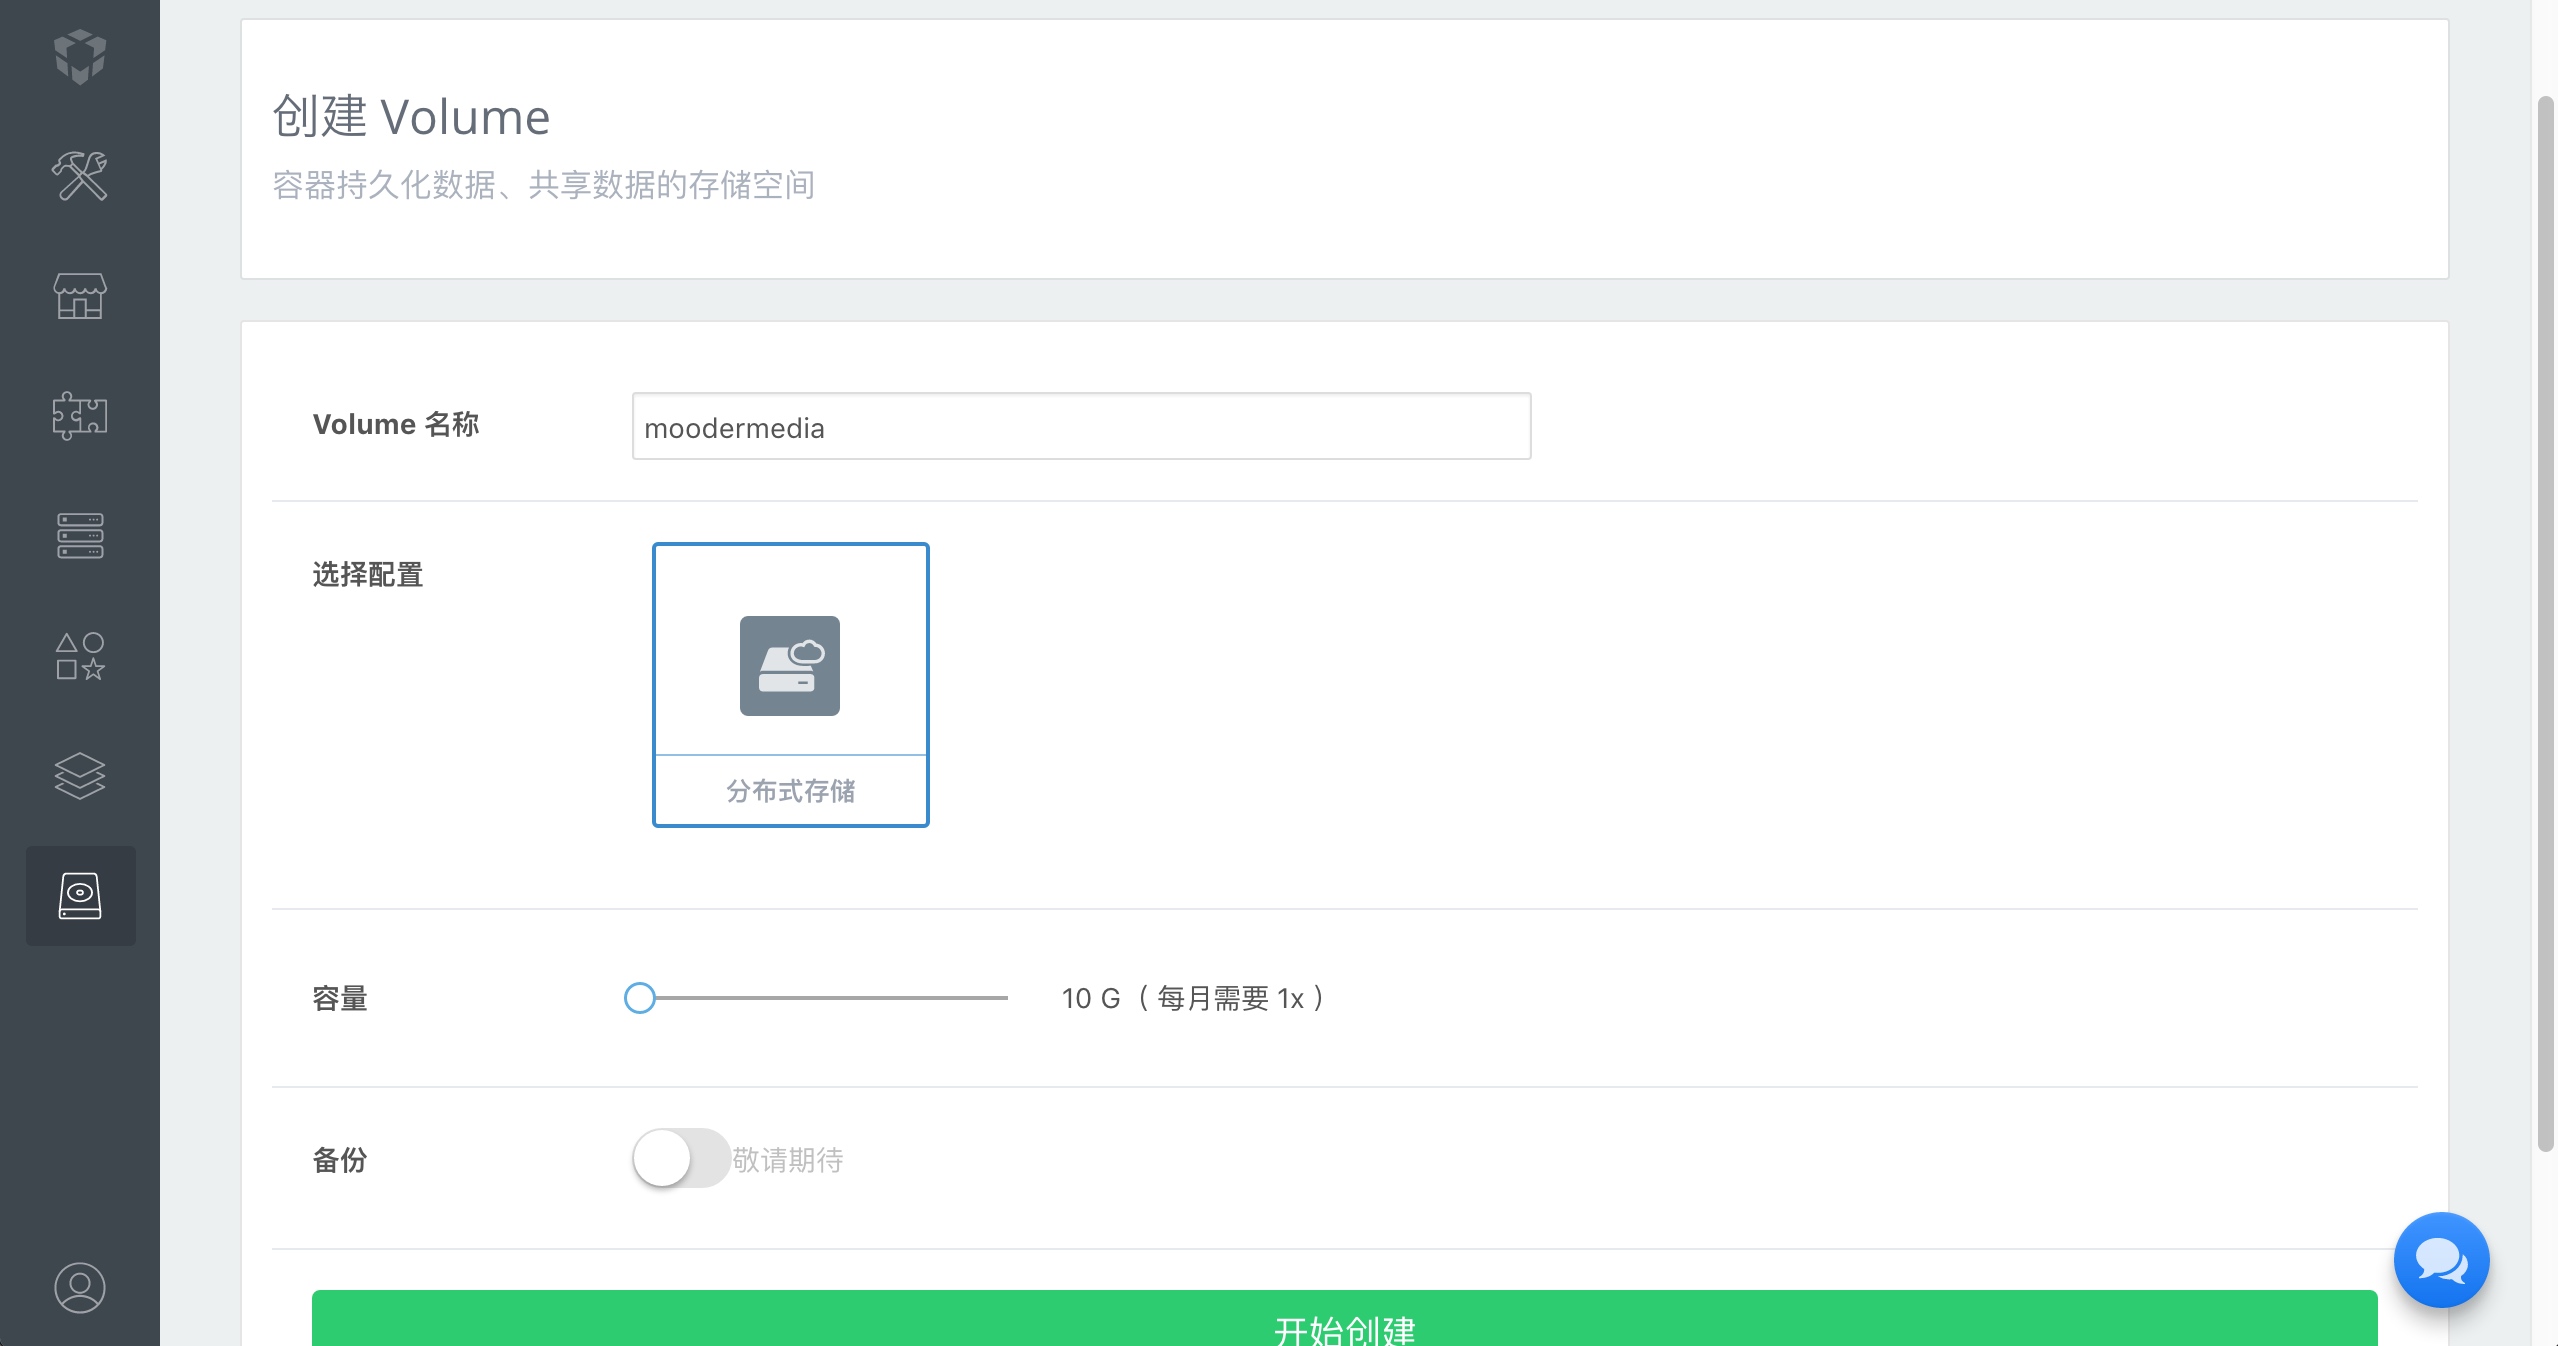 创建 Volume
容器持久化数据、共享数据的存储空间
Volume 名称
moodermedia
选择配置
分布式存储
容量
10 G （ 每月需要 1x ）
备份
敬请期待
开始创建